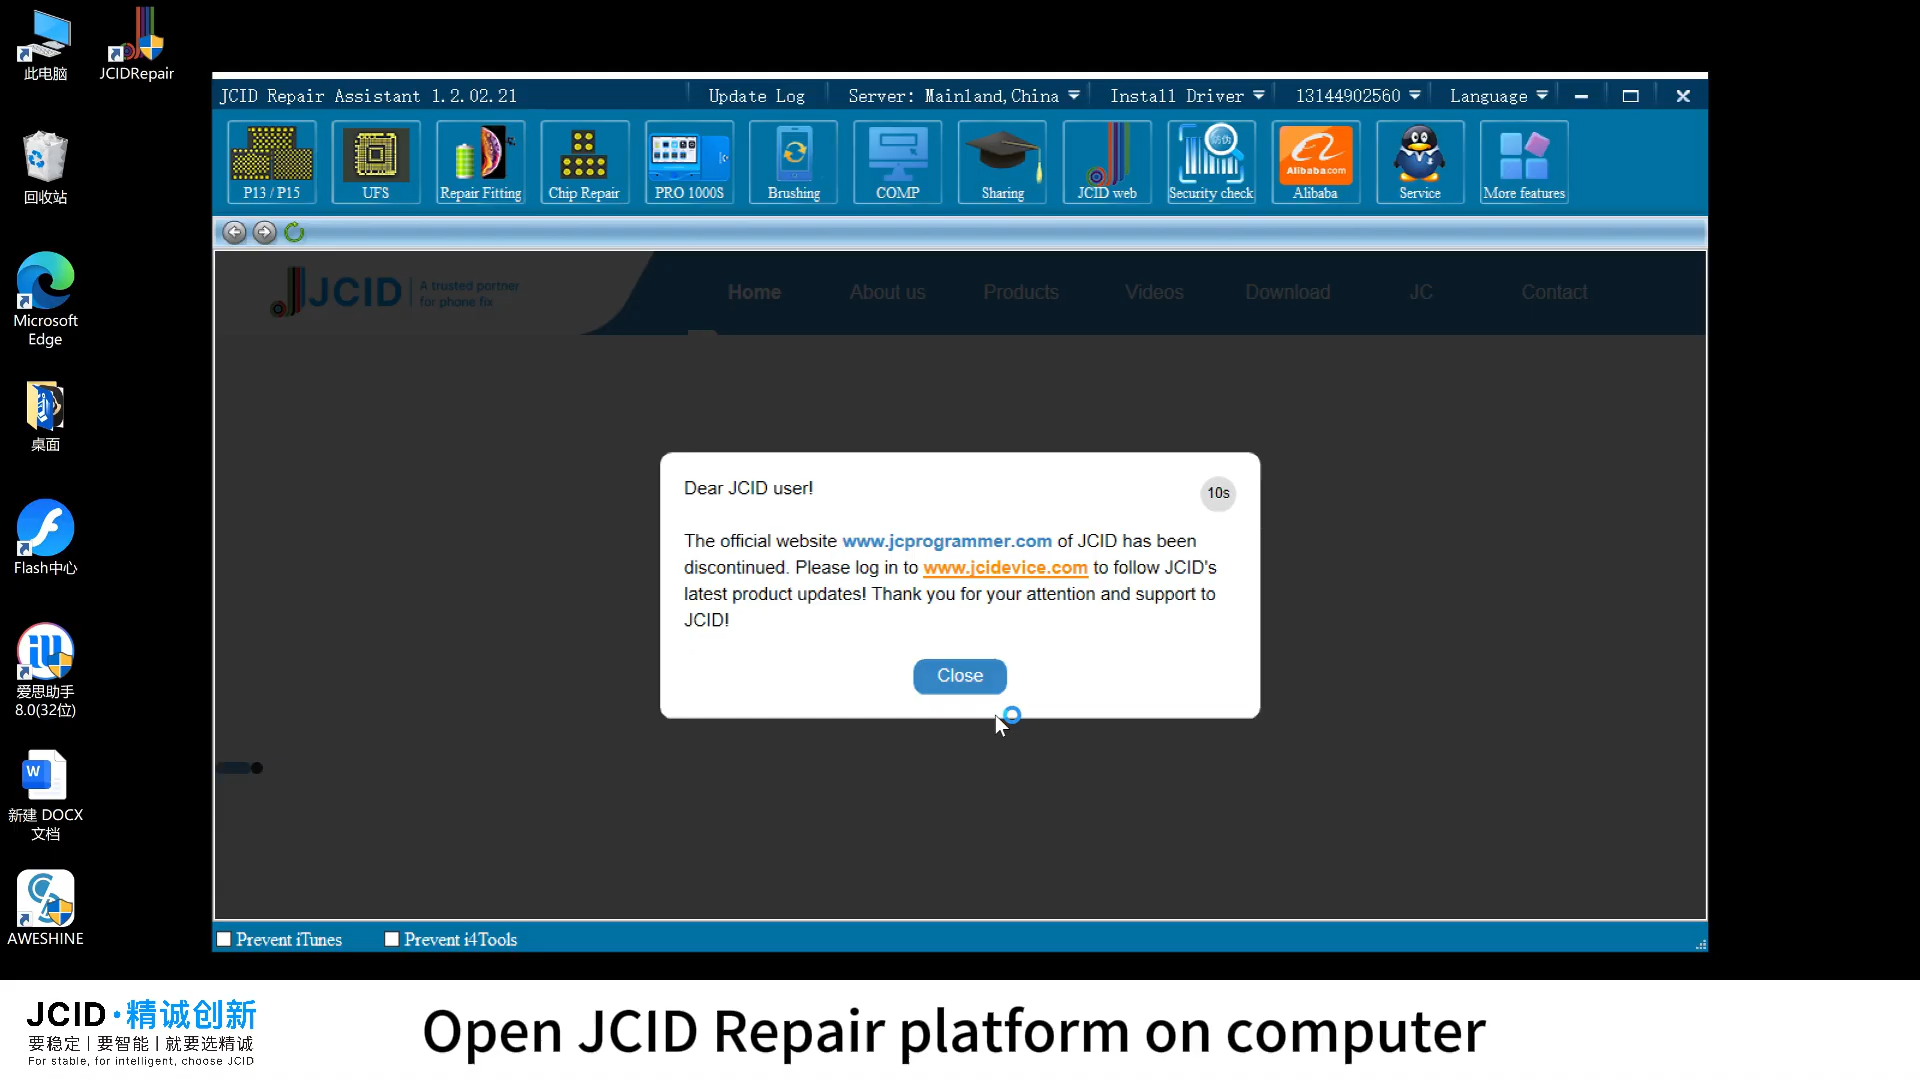 此电脑
JCIDRepair
回收站
Microsoft
Edge
桌面
Flash中心
爱思助手
8.0(32位)
W
新建 DOCX
文档
AWESHINE
JCID Repair Assistant 1.2.02.21
Update Log
Server: Mainland,China
Install Driver
13144902560
Language
P13 / P15
UFS
Repair Fitting
Chip Repair
PRO 1000S
Brushing
COMP
Sharing
JCID web
防伪
Security check
Alibaba.com
Alibaba
Service
More features
JCID
A trusted partner
for phone fix
Home
About us
Products
Videos
Download
JC
Contact
Dear JCID user!
10s
The official website www.jcprogrammer.com of JCID has been
discontinued. Please log in to www.jcidevice.com to follow JCID's
latest product updates! Thank you for your attention and support to
JCID!
Close
Prevent iTunes
Prevent i4Tools
JCID·精诚创新
要稳定 | 要智能 | 就要选精诚
For stable, for intelligent, choose JCID
Open JCID Repair platform on computer